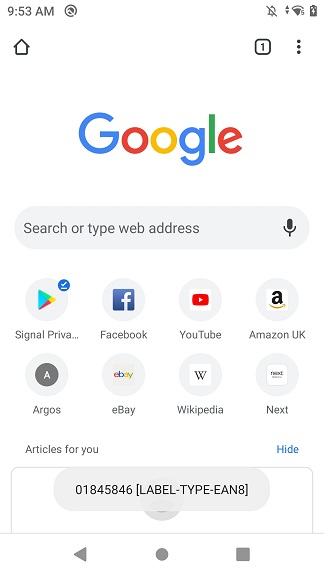 9:53 AM
1
Google
Search or type web address
Signal Priva...
Facebook
YouTube
Amazon UK
A
ebay
W
next
Argos
eBay
Wikipedia
Next
Articles for you
Hide
01845846 [LABEL-TYPE-EAN8]